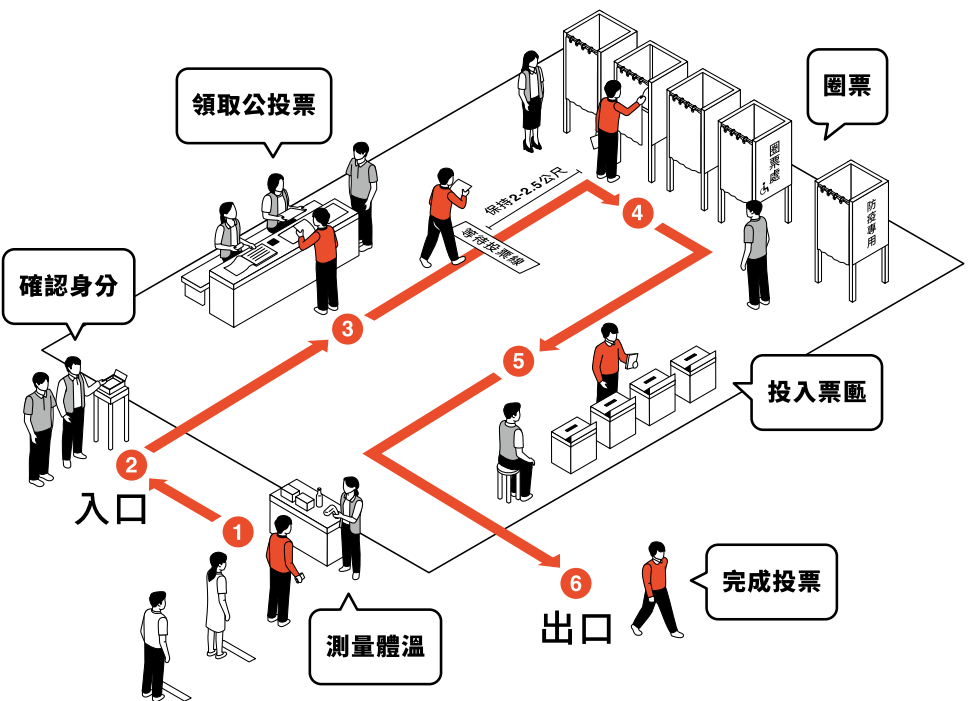 1
測量體溫
2
入口
確認身分
3
領取公投票
等待投票線
保持2-2.5公尺
4
圈票
圈票處
防疫專用
5
投入票匭
6
出口
完成投票